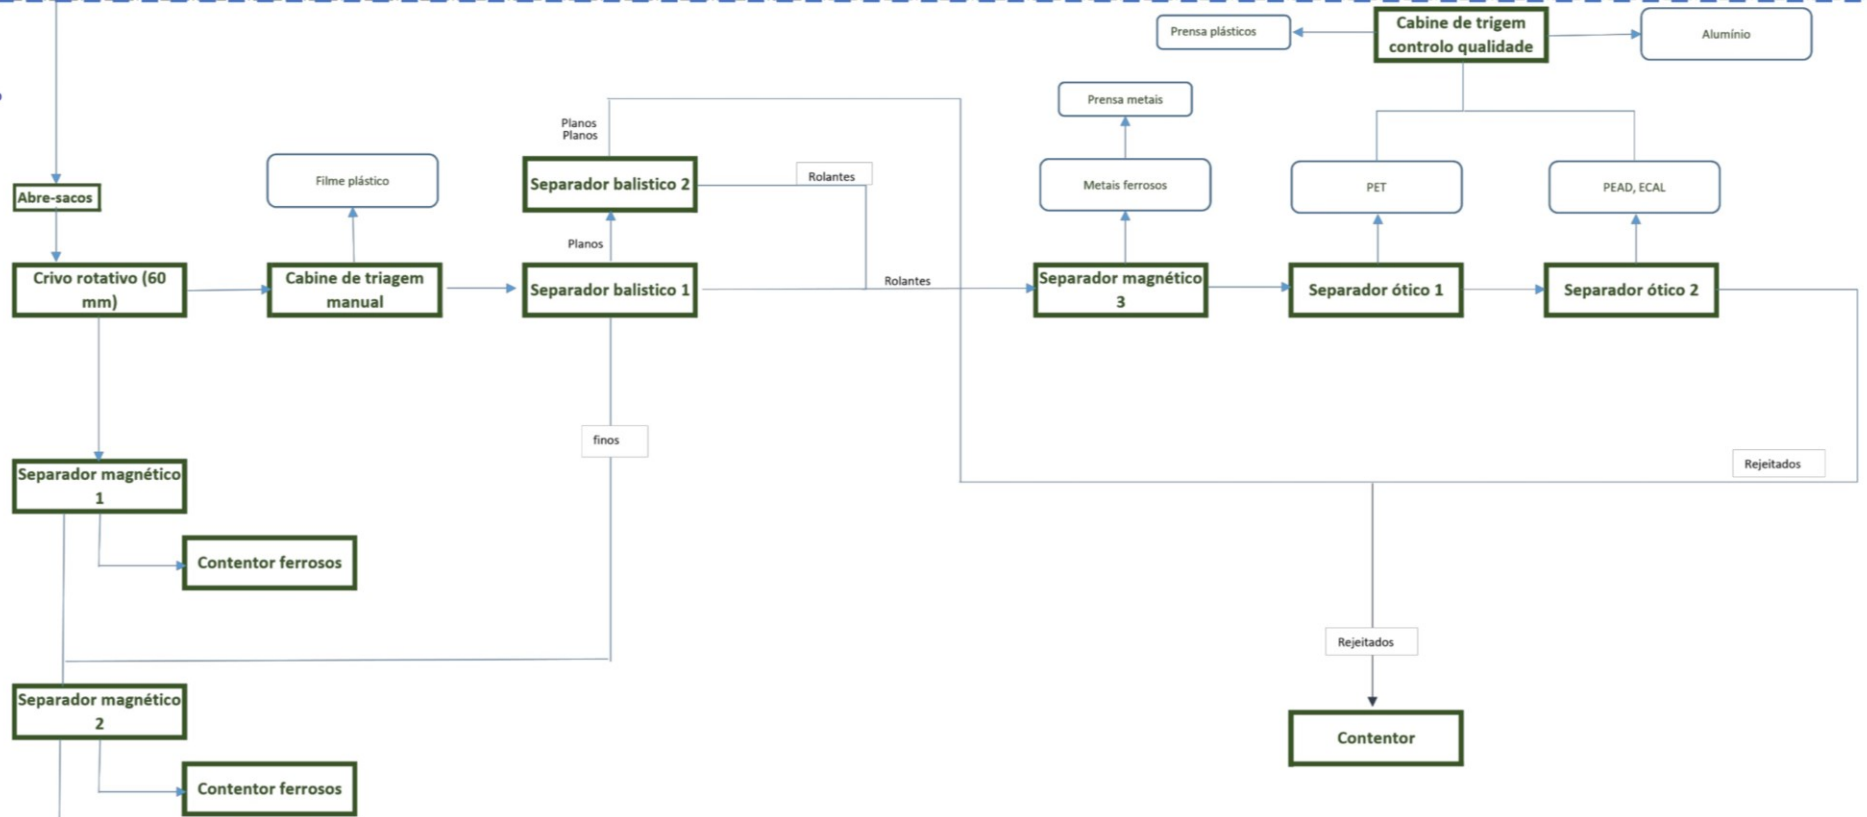 Cabine de trigem
controlo qualidade
Prensa plásticos
Alumínio
Prensa metais
Planos
Planos
Filme plástico
Separador balistico 2
Rolantes
Metais ferrosos
PET
PEAD, ECAL
Abre-sacos
Planos
Crivo rotativo (60
mm)
Cabine de triagem
manual
Separador balistico 1
Rolantes
Separador magnético
3
Separador ótico 1
Separador ótico 2
finos
Rejeitados
Separador magnético
1
Contentor ferrosos
Rejeitados
Separador magnético
2
Contentor
Contentor ferrosos